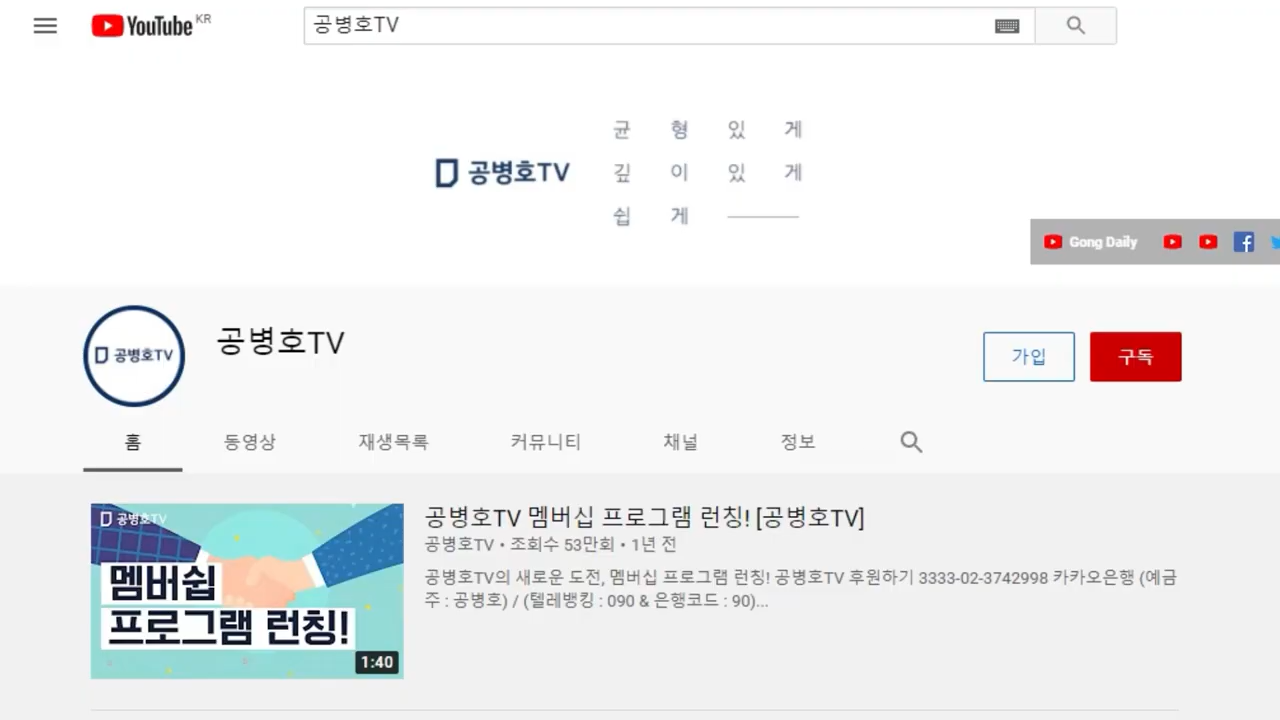 YouTube KR
공병호TV
균형있게
공병호TV 깊이있게
쉽게
Gong Daily
공병호TV
공병호TV
가입 구독
홈 동영상 재생목록 커뮤니티 채널 정보
공병호TV
멤버쉽
프로그램 런칭!
1:40
공병호TV 멤버십 프로그램 런칭! [공병호TV]
공병호TV • 조회수 53만회 • 1년 전
공병호TV의 새로운 도전, 멤버십 프로그램 런칭! 공병호TV 후원하기 3333-02-3742998 카카오은행 (예금
주 : 공병호) / (텔레뱅킹 : 090 & 은행코드 : 90)...